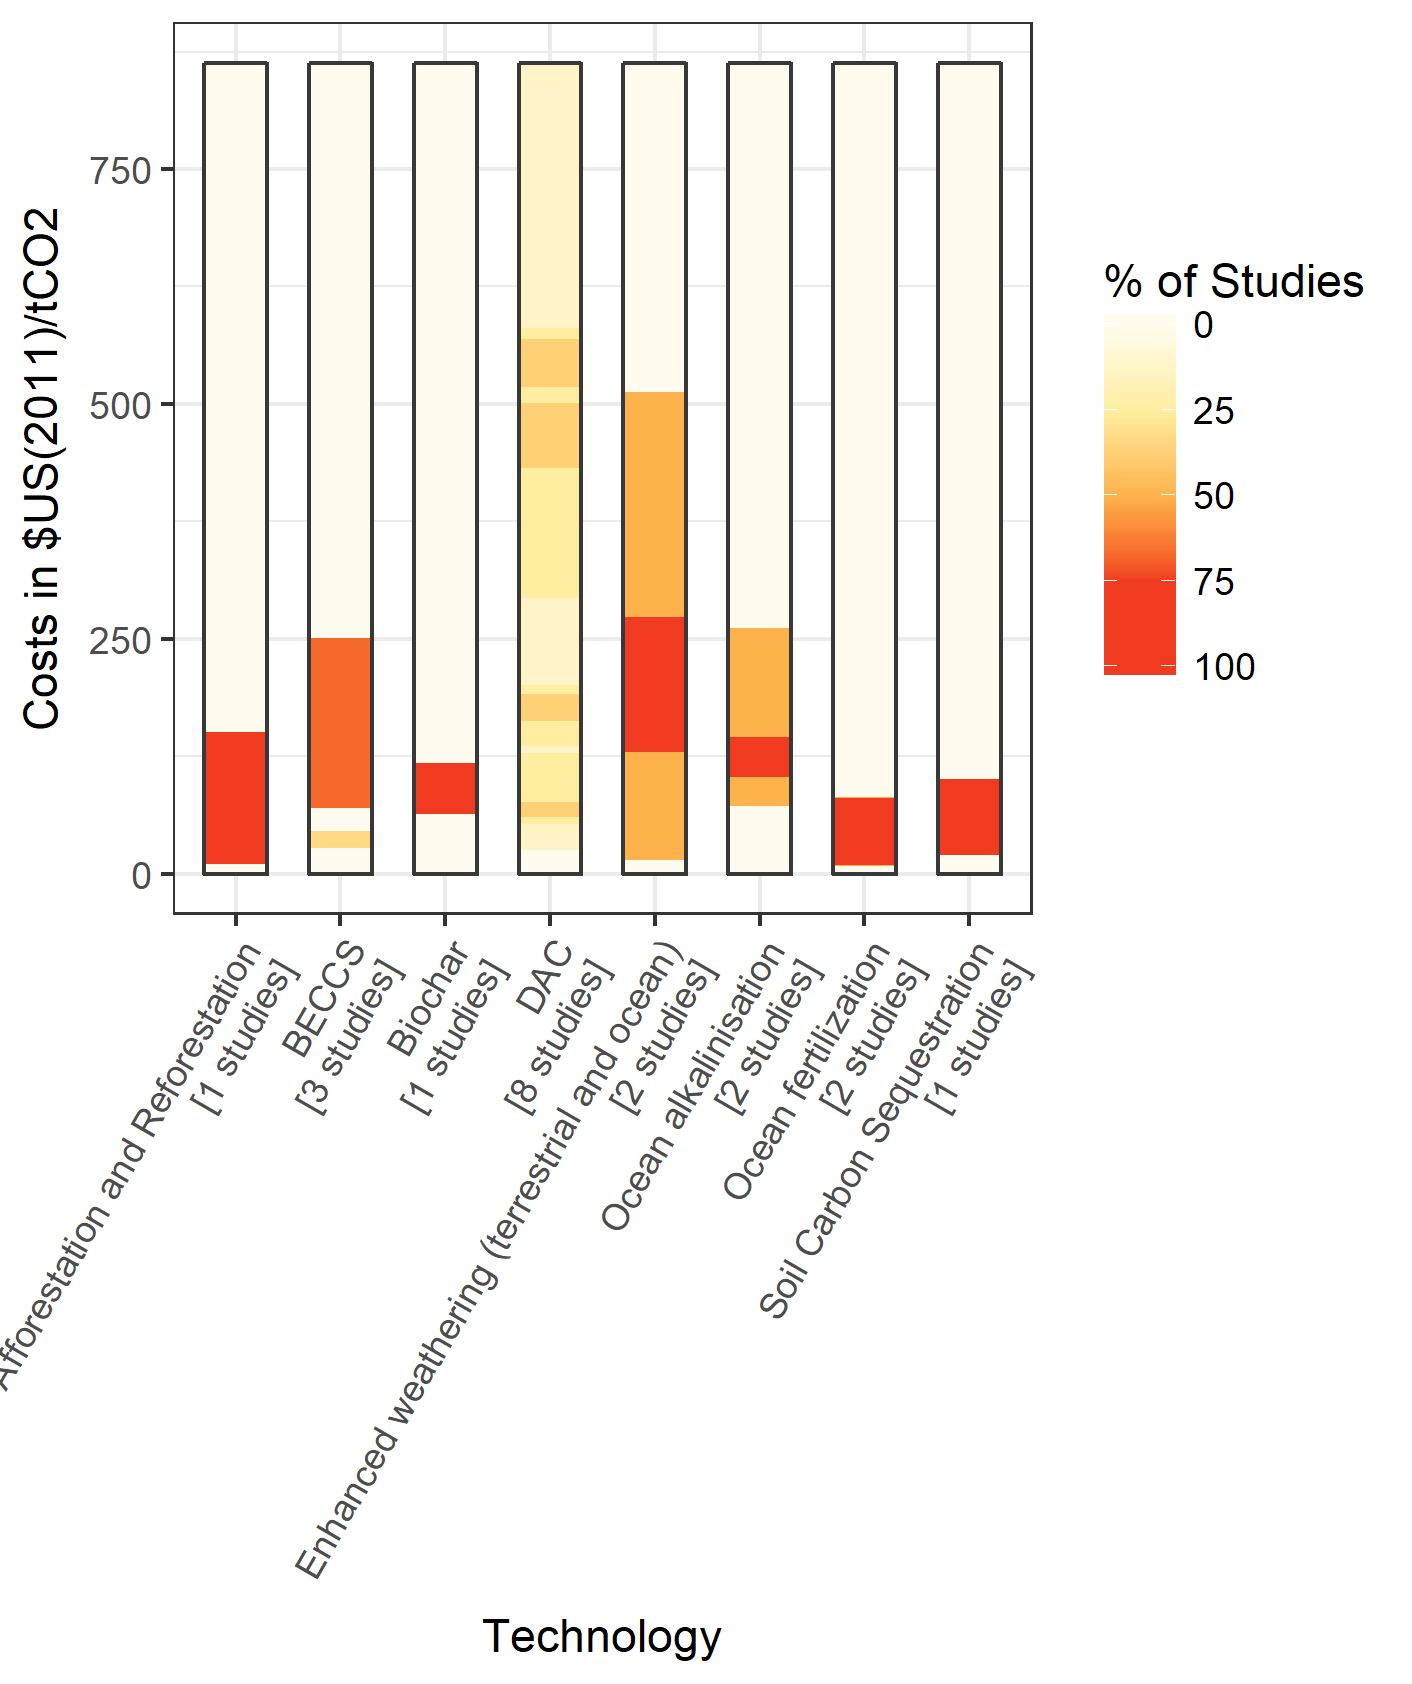 Costs in $US(2011)/tCO2
750
500
250
0
Afforestation and Reforestation
[1 studies]
BECCS
[3 studies]
Biochar
[1 studies]
DAC
[8 studies]
Enhanced weathering (terrestrial and ocean)
[2 studies]
Ocean alkalinisation
[2 studies]
Ocean fertilization
[2 studies]
Soil Carbon Sequestration
[1 studies]
Technology
% of Studies
0
25
50
75
100